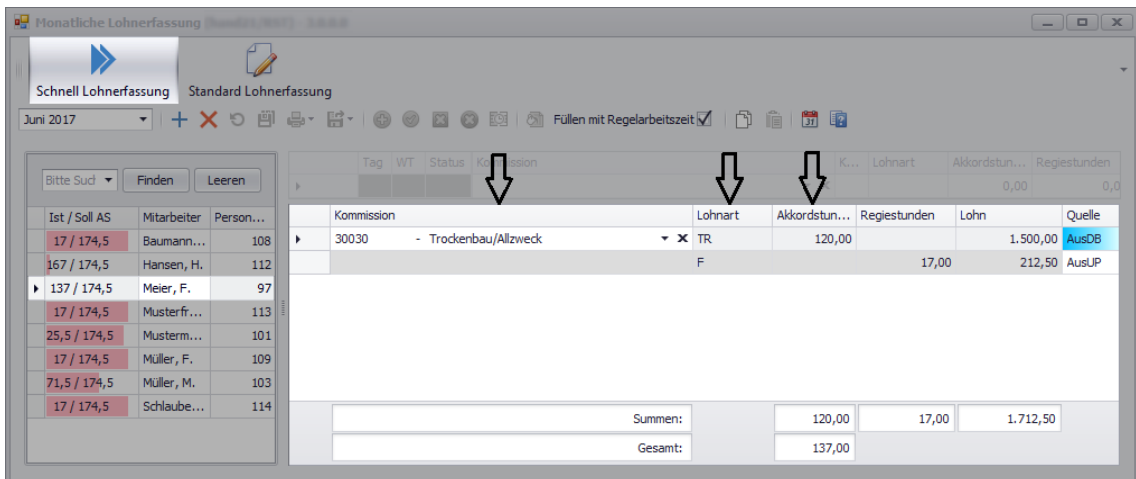 Monatliche Lohnerfassung
Schnell Lohnerfassung Standard Lohnerfassung
Juni 2017 Füllen mit Regelarbeitszeit
Tag WT Status Kommission K... Lohnart Akkordstun... Regiestunden
0,00 0,0
Bitte Sucl Finden Leeren
Ist / Soll AS Mitarbeiter Person...
17 / 174,5 Baumann... 108
167 / 174,5 Hansen, H. 112
137 / 174,5 Meier, F. 97
17 / 174,5 Musterfr... 113
25,5 / 174,5 Musterm... 101
17 / 174,5 Müller, F. 109
71,5 / 174,5 Müller, M. 103
17 / 174,5 Schlaube... 114
Kommission Lohnart Akkordstun... Regiestunden Lohn Quelle
30030 - Trockenbau/Allzweck TR 120,00 1.500,00 AusDB
F 17,00 212,50 AusUP
Summen: 120,00 17,00 1.712,50
Gesamt: 137,00